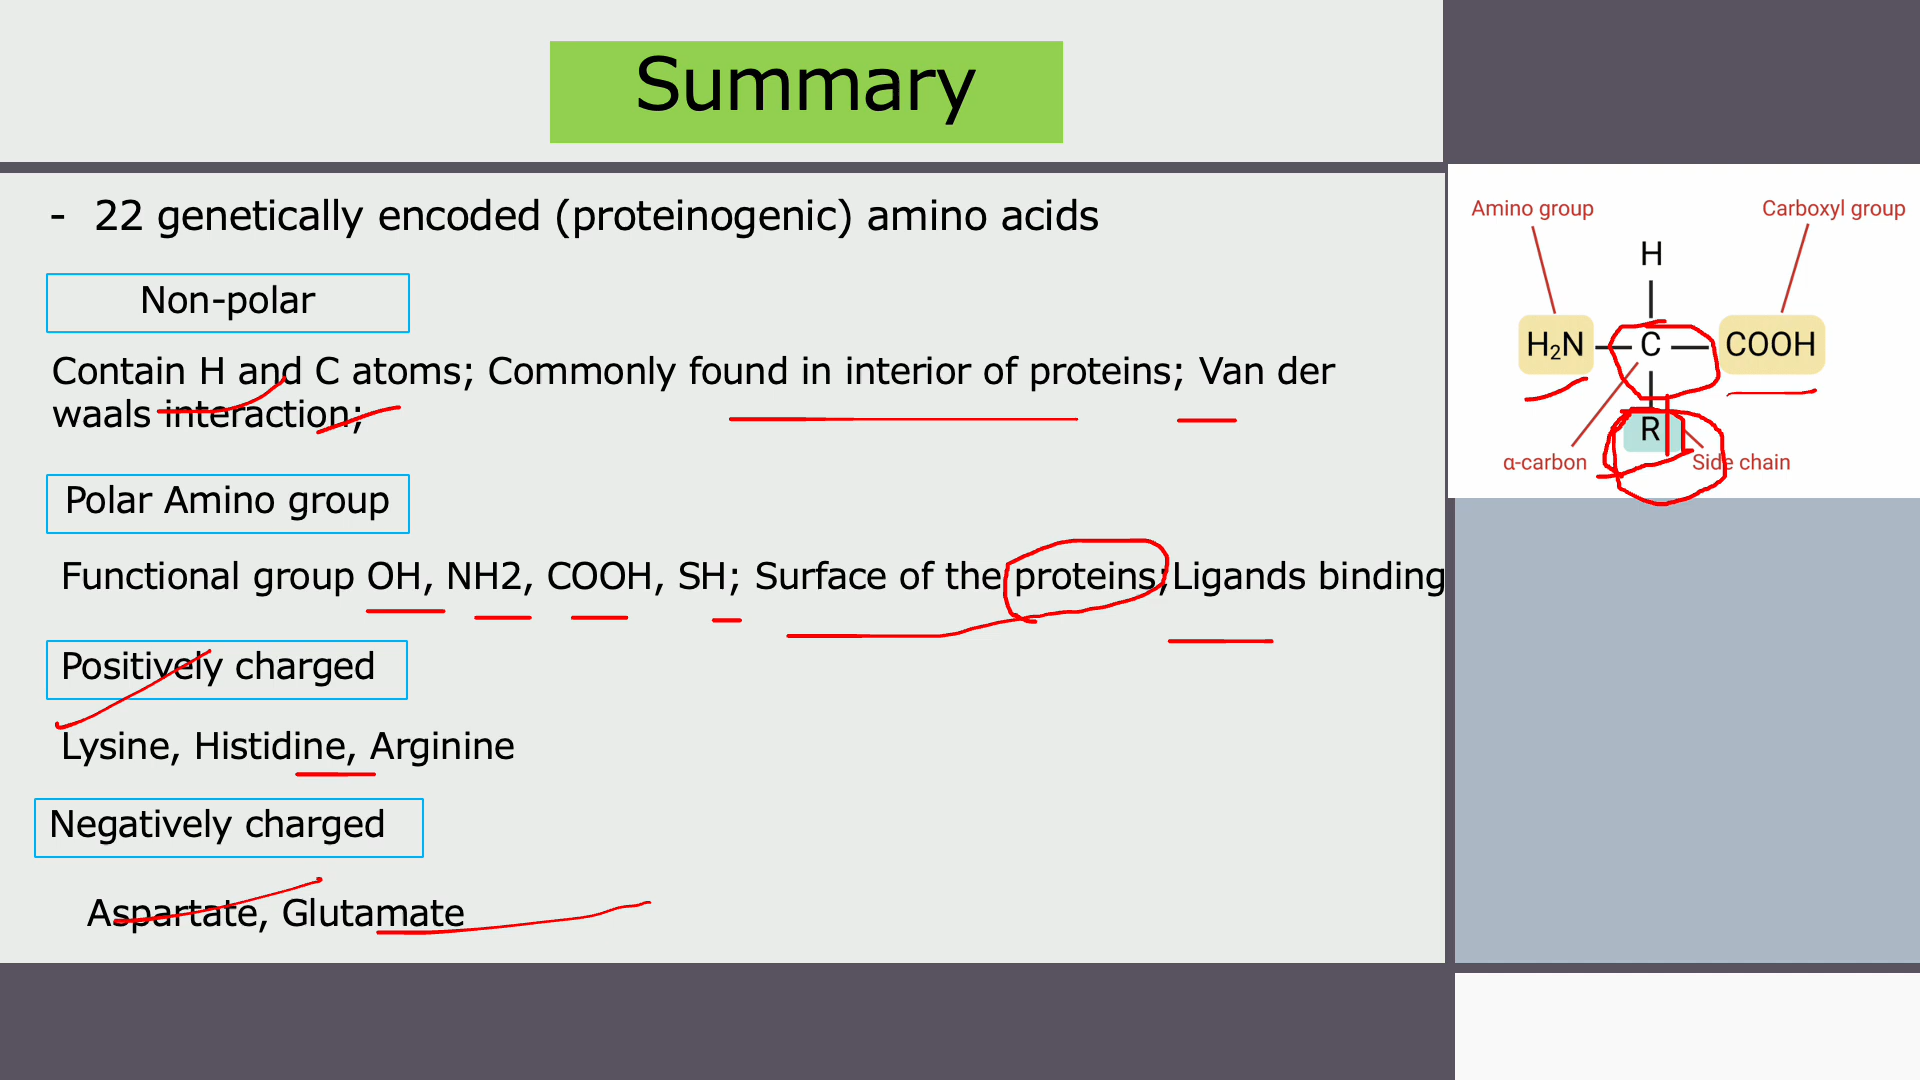 Summary
- 22 genetically encoded (proteinogenic) amino acids
Non-polar
Contain H and C atoms; Commonly found in interior of proteins; Van der
waals interaction;
Polar Amino group
Functional group OH, NH2, COOH, SH; Surface of the proteins;Ligands binding
Positively charged
Lysine, Histidine, Arginine
Negatively charged
Aspartate, Glutamate
Amino group Carboxyl group
H
H₂N C COOH
R
α-carbon Side chain